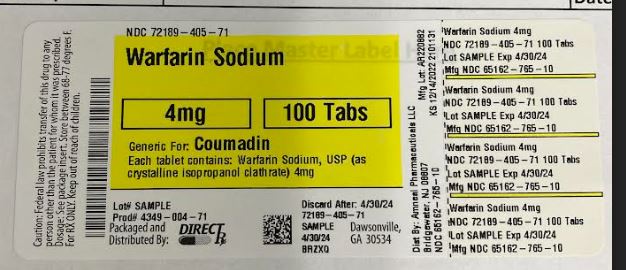 Date
NDC 72189-405-71
Master Label
Warfarin Sodium
4mg
100 Tabs
Generic For: Coumadin
Each tablet contains: Warfarin Sodium, USP (as
crystalline isopropanol clathrate) 4mg
Caution: Federal law prohibits transfer of this drug to any
person other than the patient for whom it was prescribed.
Dosage: See package insert. Store between 68-77 degrees F.
For RX ONLY. Keep out of reach of children.
Lot# SAMPLE
Prod# 4349-004-71
Packaged and
Distributed By:
DIRECT Rx
Discard After: 4/30/24
72189-405-71
SAMPLE
4/30/24
BRZXQ
Dawsonville,
GA 30534
Dist By: Amneal Pharmaceuticals LLC
Bridgewater, NJ 08807
NDC 65162-765-10
Mfg Lot: AR220882
KS 12/14/2022 2101131
Warfarin Sodium 4mg
NDC 72189-405-71 100 Tabs
Lot SAMPLE Exp 4/30/24
Mfg NDC 65162-765-10
Warfarin Sodium 4mg
NDC 72189-405-71 100 Tabs
Lot SAMPLE Exp 4/30/24
Mfg NDC 65162-765-10
Warfarin Sodium 4mg
NDC 72189-405-71 100 Tabs
Lot SAMPLE Exp 4/30/24
Mfg NDC 65162-765-10
Warfarin Sodium 4mg
NDC 72189-405-71 100 Tabs
Lot SAMPLE Exp 4/30/24
Mfg NDC 65162-765-10